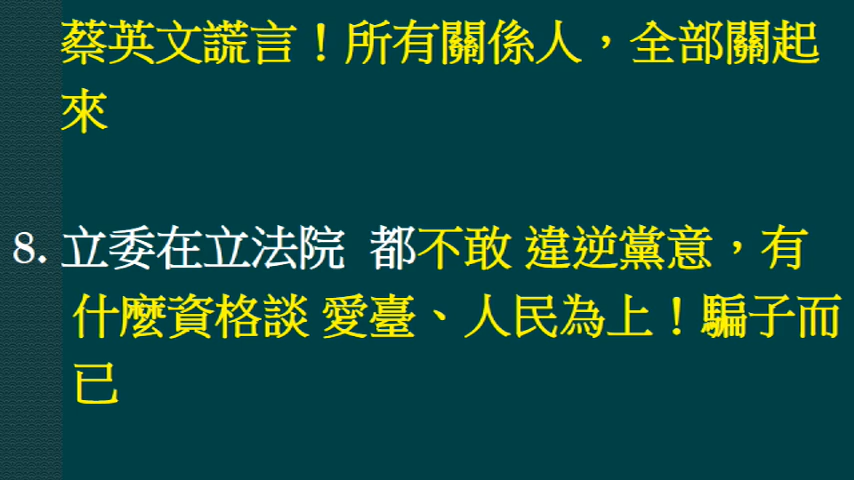 蔡英文謊言！所有關係人，全部關起
來
8. 立委在立法院 都不敢 違逆黨意，有
什麼資格談 愛臺、人民為上！騙子而
已